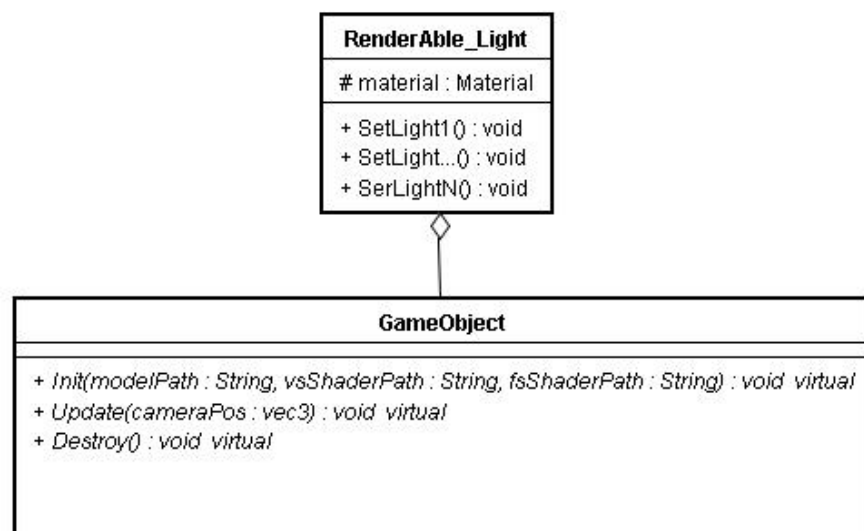 RenderAble_Light
# material : Material
+ SetLight1() : void
+ SetLight...() : void
+ SerLightN() : void
GameObject
+ Init(modelPath : String, vsShaderPath : String, fsShaderPath : String) : void virtual
+ Update(cameraPos : vec3) : void virtual
+ Destroy() : void virtual